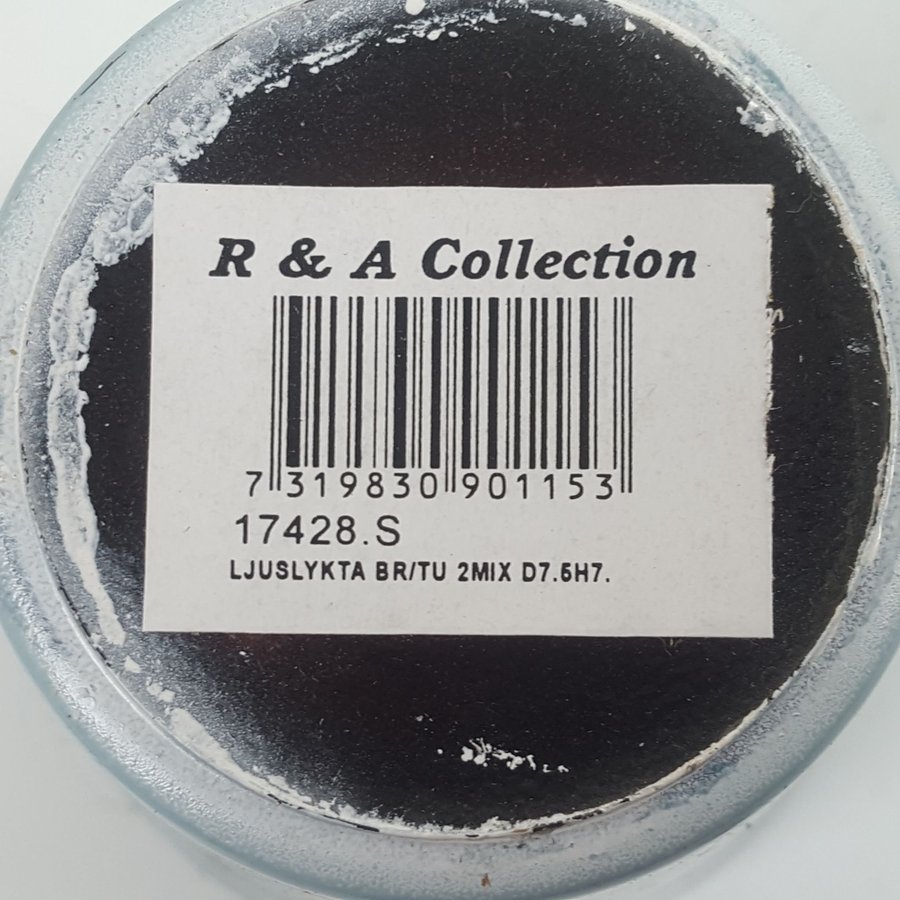 R & A Collection
7 319830 901153
17428.S
LJUSLYKTA BR/TU 2MIX D7.5H7.